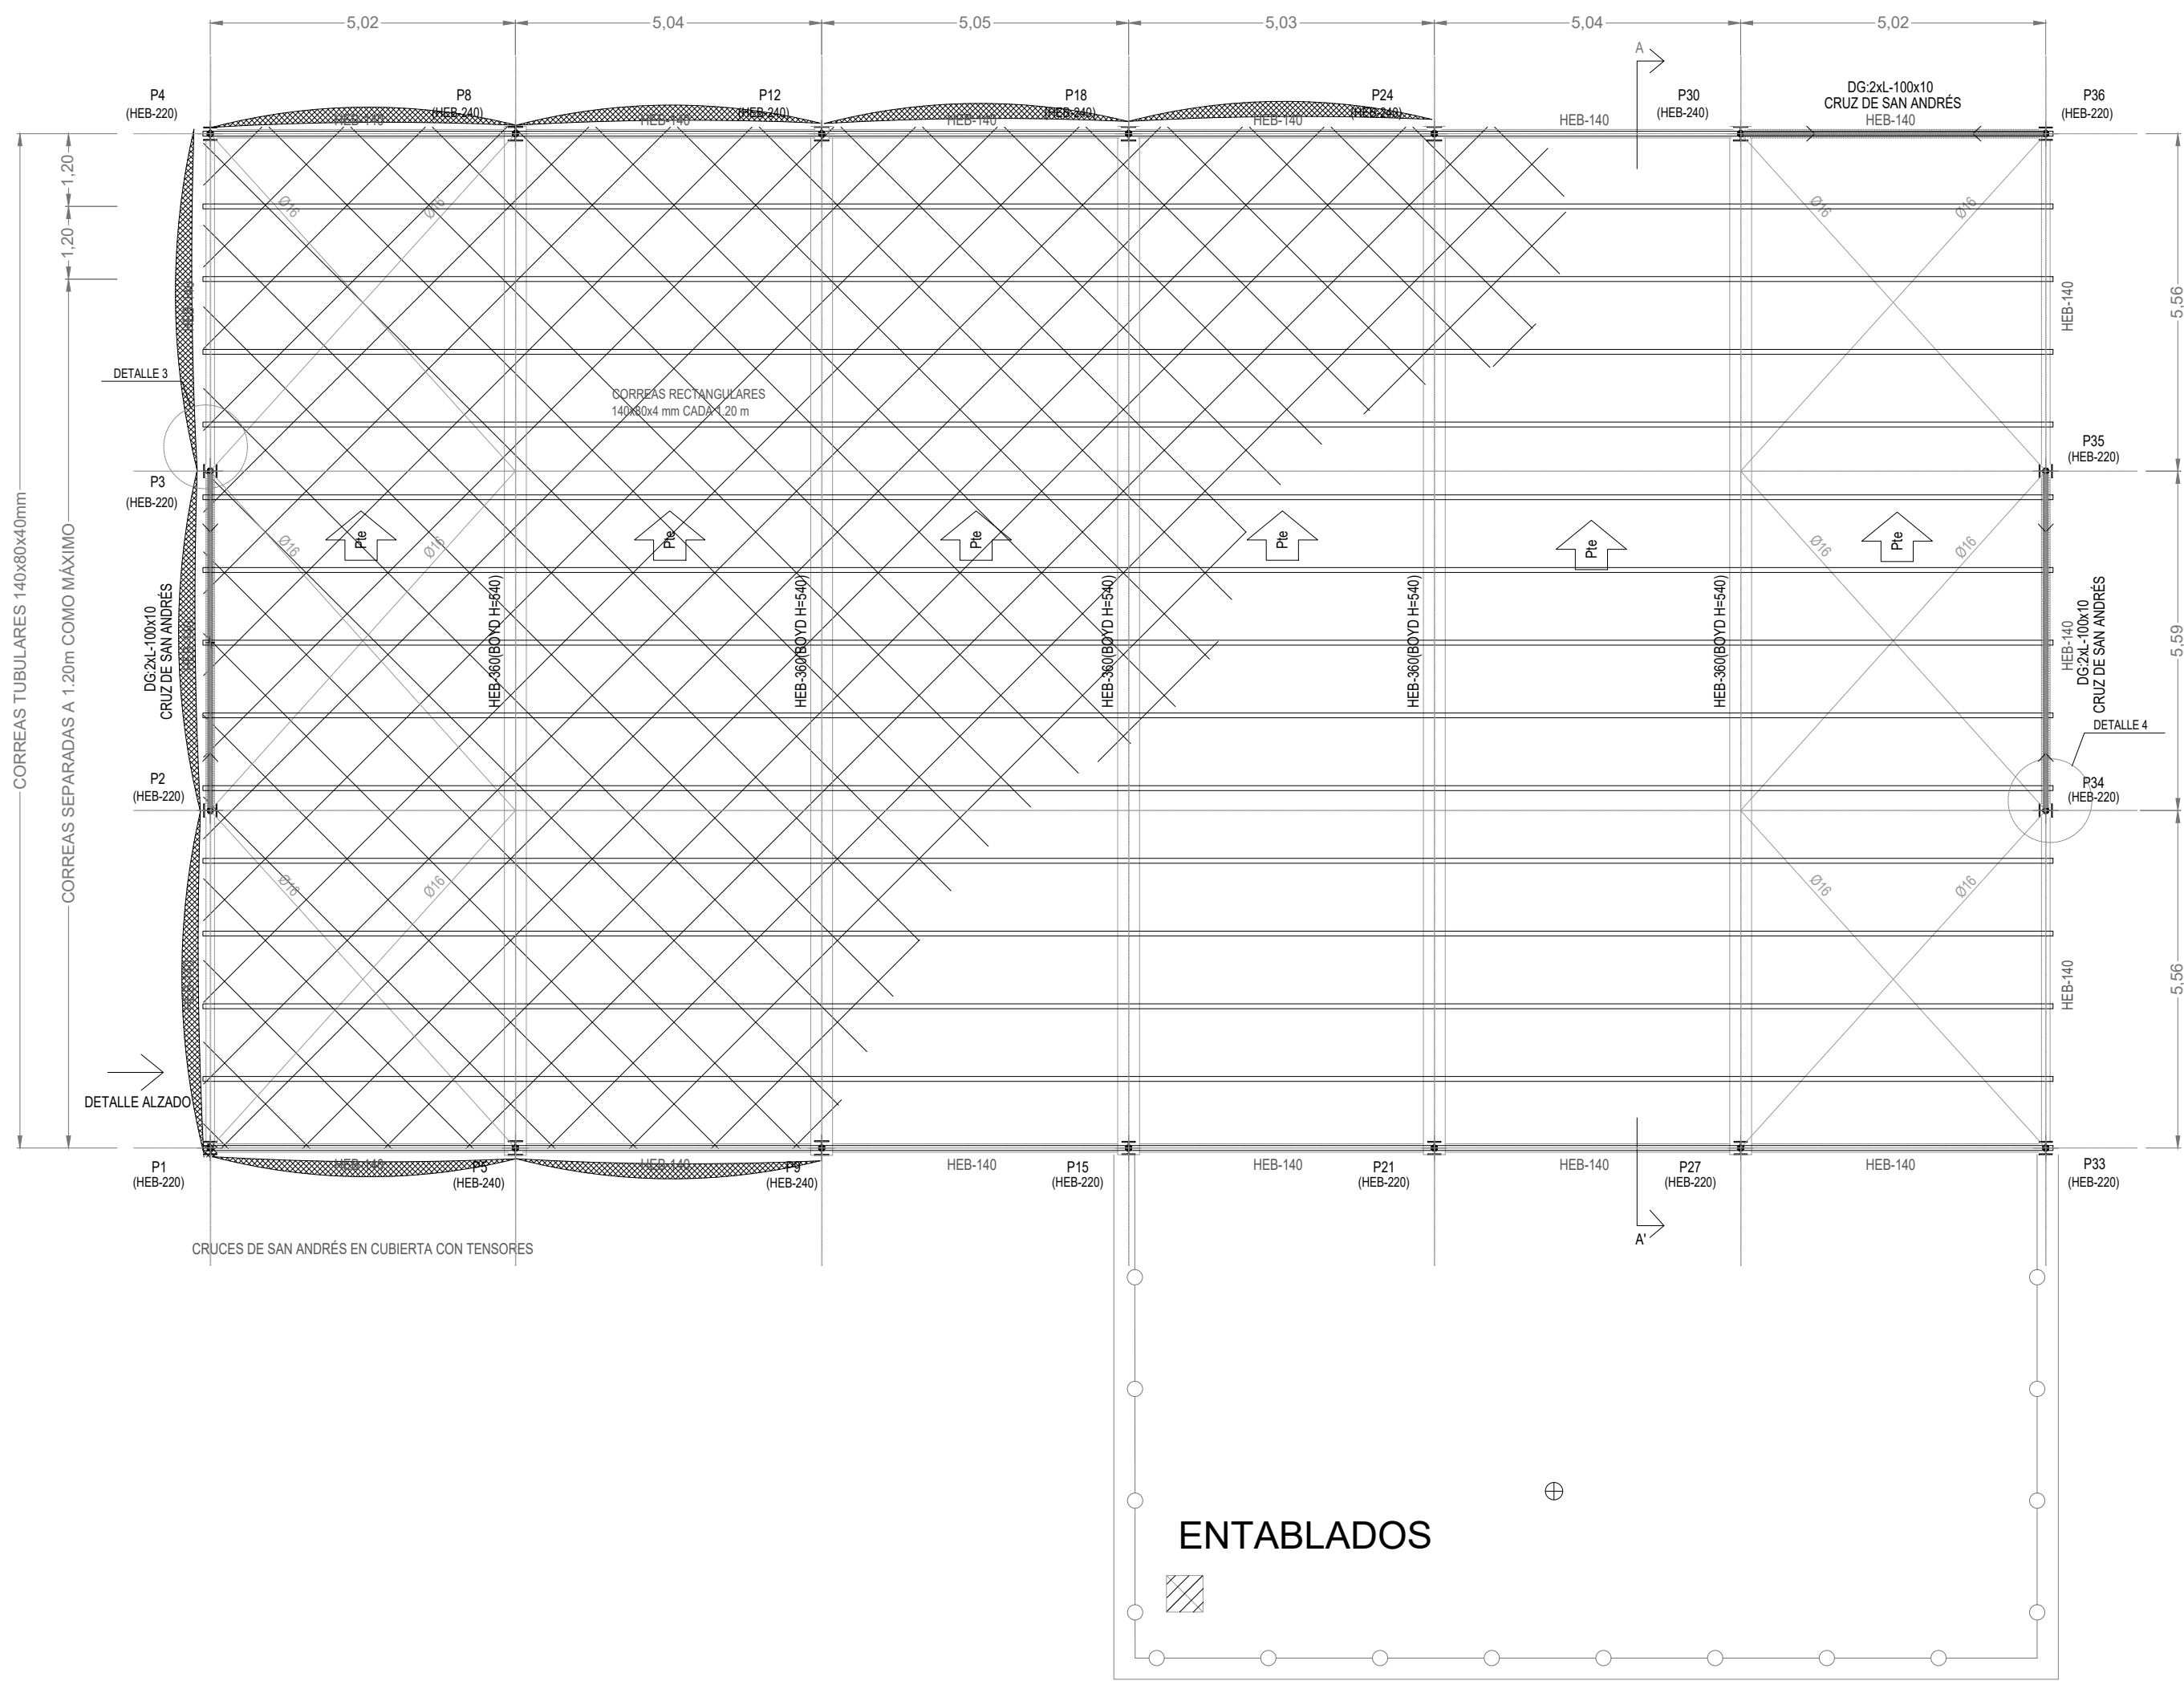 5,02
5,04
5,05
5,03
5,04
5,02
A
P4
(HEB-220)
P8
(HEB-240)
P12
(HEB-240)
P18
(HEB-240)
P24
(HEB-240)
P30
(HEB-240)
DG:2xL-100x10
CRUZ DE SAN ANDRÉS
P36
(HEB-220)
HEB-140
HEB-140
HEB-140
HEB-140
HEB-140
HEB-140
1,20
1,20
Ø16
Ø16
Ø16
Ø16
HEB-140
5,56
DETALLE 3
CORREAS RECTANGULARES
140x80x4 mm CADA 1.20 m
P3
(HEB-220)
P35
(HEB-220)
CORREAS TUBULARES 140x80x40mm
CORREAS SEPARADAS A 1.20m COMO MÁXIMO
Ø16
Ø16
Pte
Pte
Pte
Pte
Pte
Pte
Ø16
Ø16
DG:2xL-100x10
CRUZ DE SAN ANDRÉS
HEB-360(BOYD H=540)
HEB-360(BOYD H=540)
HEB-360(BOYD H=540)
HEB-360(BOYD H=540)
HEB-360(BOYD H=540)
HEB-140
DG:2xL-100x10
CRUZ DE SAN ANDRÉS
5,59
DETALLE 4
P2
(HEB-220)
P34
(HEB-220)
Ø16
Ø16
Ø16
Ø16
HEB-140
5,56
DETALLE ALZADO
P1
(HEB-220)
HEB-140
P5
(HEB-240)
HEB-140
P9
(HEB-240)
HEB-140
P15
(HEB-220)
HEB-140
P21
(HEB-220)
HEB-140
P27
(HEB-220)
HEB-140
P33
(HEB-220)
A'
CRUCES DE SAN ANDRÉS EN CUBIERTA CON TENSORES
ENTABLADOS